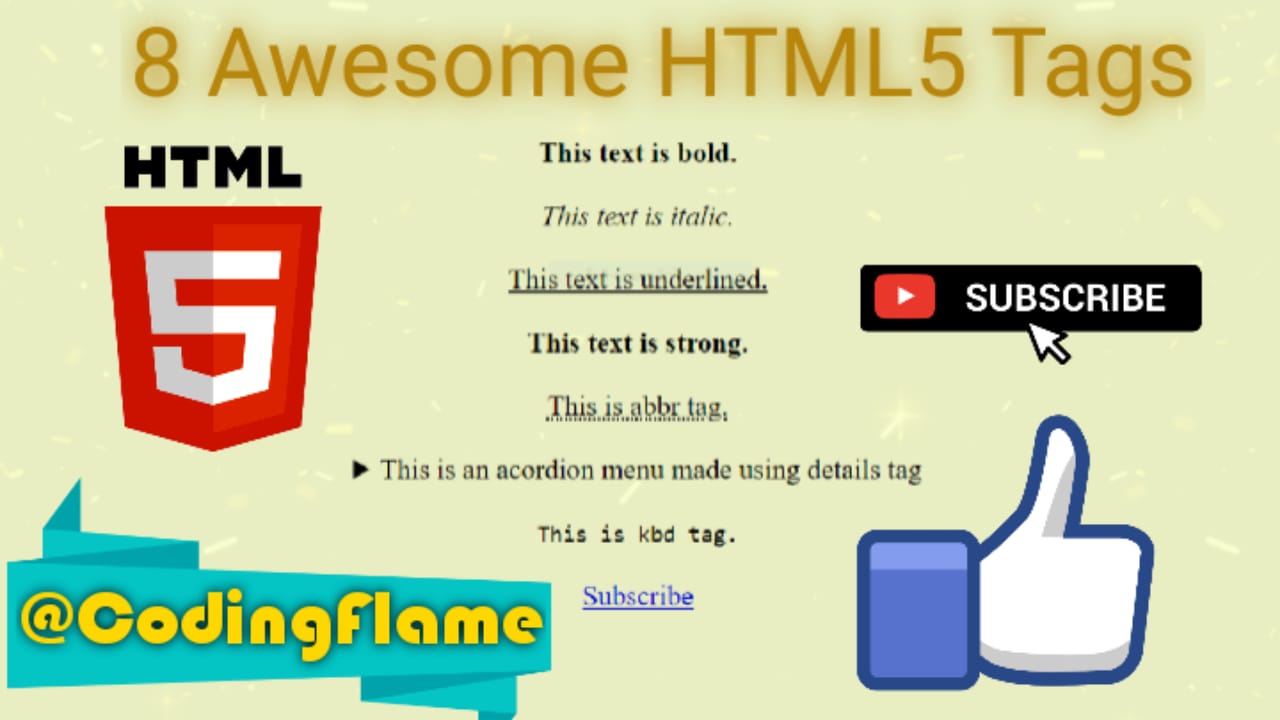 8 Awesome HTML5 Tags
HTML
5
This text is bold.
This text is italic.
This text is underlined.
This text is strong.
This is abbr tag.
▶ This is an acordion menu made using details tag
This is kbd tag.
Subscribe
SUBSCRIBE
@CodingFlame